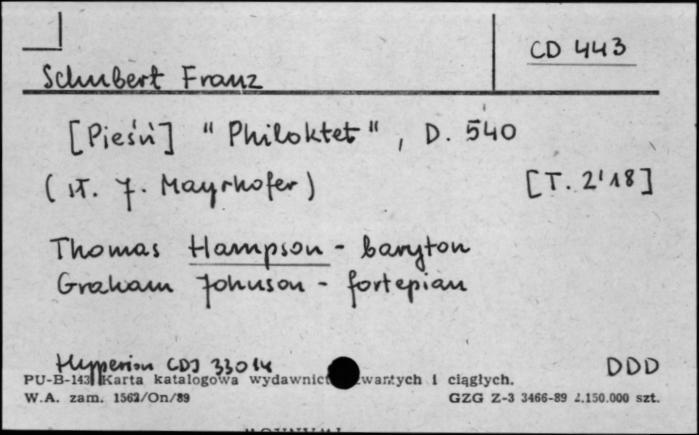 CD 443
Schubert Franz
[Pieśń] "Philoktet", D. 540
(sł. J. Mayrhofer) [T. 2'18]
Thomas Hampson - baryton
Graham Johnson - fortepian
Hyperion CDJ 33014 DDD
PU-B-143 Karta katalogowa wydawnict zwartych i ciągłych.
W.A. zam. 1562/On/89 GZG Z-3 3466-89 2.150.000 szt.